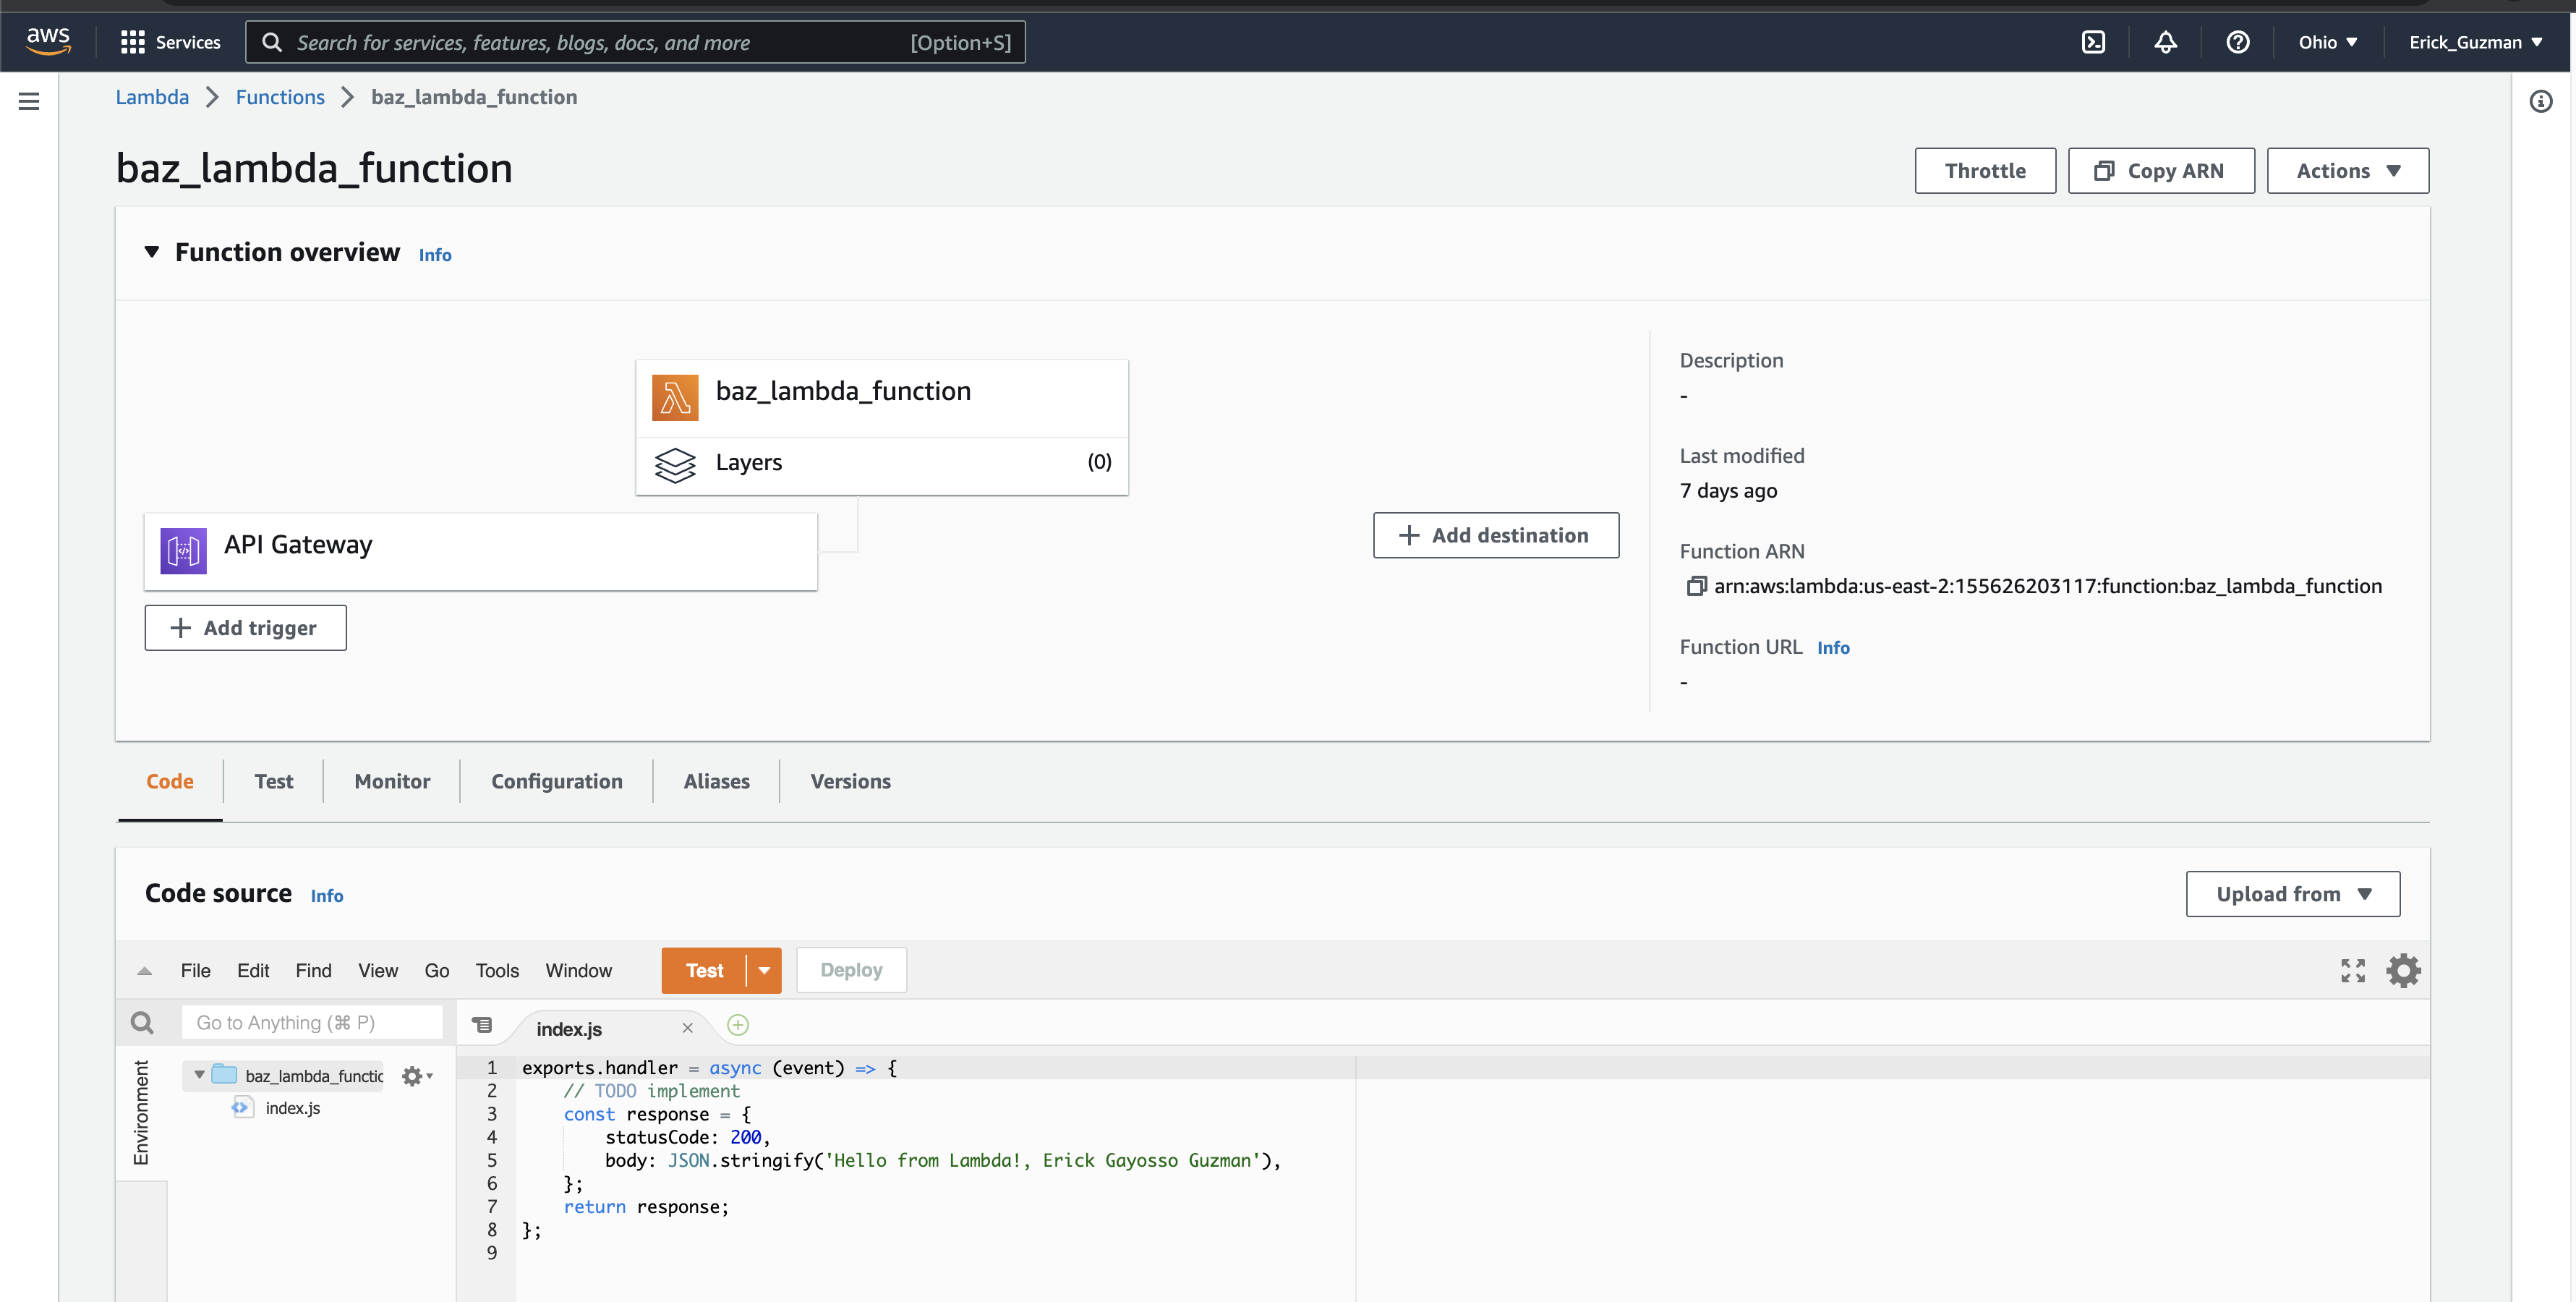 aws Services Search for services, features, blogs, docs, and more [Option+S] Ohio Erick_Guzman
Lambda Functions baz_lambda_function
baz_lambda_function
Throttle Copy ARN Actions
Function overview Info
baz_lambda_function
Layers (0)
API Gateway
Add trigger
Add destination
Description
-
Last modified
7 days ago
Function ARN
arn:aws:lambda:us-east-2:155626203117:function:baz_lambda_function
Function URL Info
-
Code Test Monitor Configuration Aliases Versions
Code source Info
Upload from
File Edit Find View Go Tools Window Test Deploy
Go to Anything (⌘ P)
index.js
Environment
baz_lambda_functic
index.js
1 exports.handler = async (event) => {
2     // TODO implement
3     const response = {
4         statusCode: 200,
5         body: JSON.stringify('Hello from Lambda!, Erick Gayosso Guzman'),
6     };
7     return response;
8 };
9